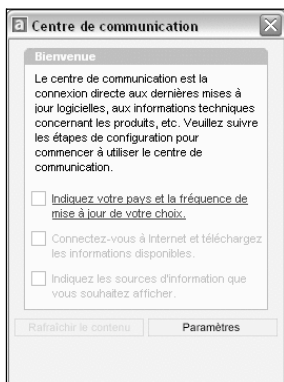 a Centre de communication
Bienvenue
Le centre de communication est la
connexion directe aux dernières mises à
jour logicielles, aux informations techniques
concernant les produits, etc. Veuillez suivre
les étapes de configuration pour
commencer à utiliser le centre de
communication.
Indiquez votre pays et la fréquence de
mise à jour de votre choix.
Connectez-vous à Internet et téléchargez
les informations disponibles.
Indiquez les sources d'information que
vous souhaitez afficher.
Rafraîchir le contenu Paramètres